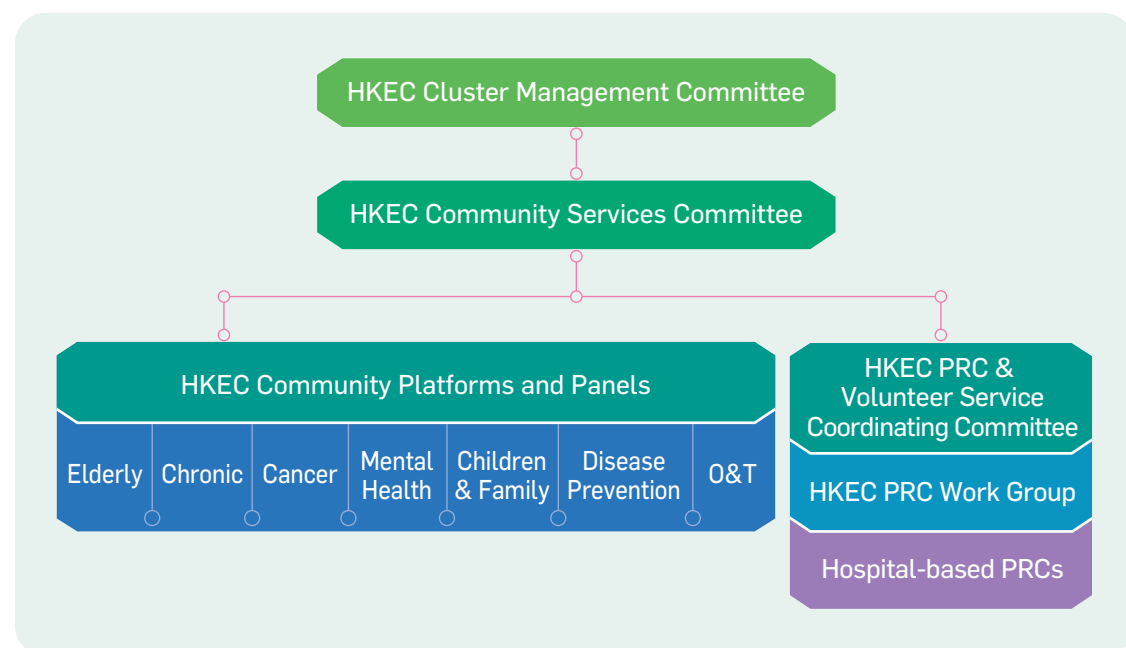 HKEC Cluster Management Committee
HKEC Community Services Committee
HKEC Community Platforms and Panels
Elderly
Chronic
Cancer
Mental
Health
Children
& Family
Disease
Prevention
O&T
HKEC PRC &
Volunteer Service
Coordinating Committee
HKEC PRC Work Group
Hospital-based PRCs